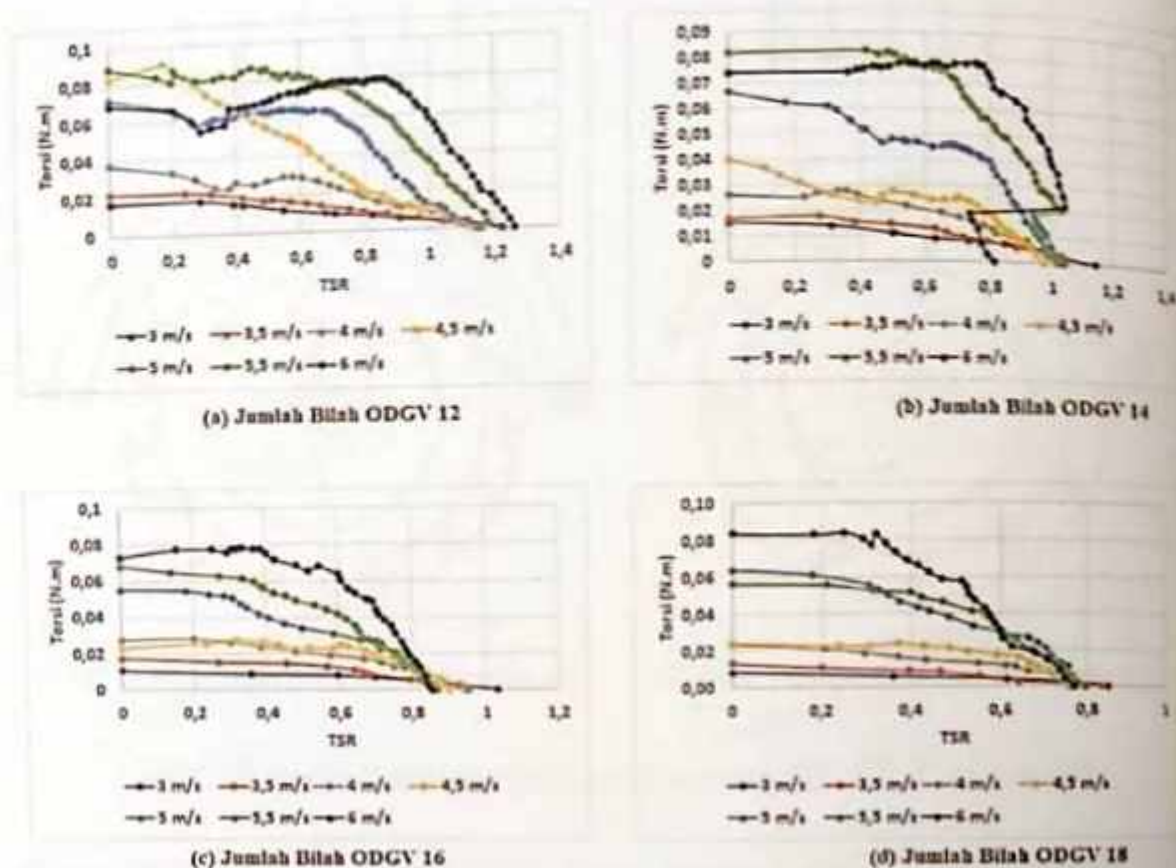 0,1
0,08
0,06
0,04
0,02
0
Torsi (N.m)
0 0,2 0,4 0,6 0,8 1 1,2 1,4
TSR
3 m/s 3,5 m/s 4 m/s 4,5 m/s
5 m/s 5,5 m/s 6 m/s
(a) Jumlah Bilah ODGV 12
0,09
0,08
0,07
0,06
0,05
0,04
0,03
0,02
0,01
0
Torsi (N.m)
0 0,2 0,4 0,6 0,8 1 1,2
TSR
3 m/s 3,5 m/s 4 m/s 4,5 m/s
5 m/s 5,5 m/s 6 m/s
(b) Jumlah Bilah ODGV 14
0,1
0,08
0,06
0,04
0,02
0
Torsi (N.m)
0 0,2 0,4 0,6 0,8 1 1,2
TSR
3 m/s 3,5 m/s 4 m/s 4,5 m/s
5 m/s 5,5 m/s 6 m/s
(c) Jumlah Bilah ODGV 16
0,10
0,08
0,06
0,04
0,02
0,00
Torsi (N.m)
0 0,2 0,4 0,6 0,8 1
TSR
3 m/s 3,5 m/s 4 m/s 4,5 m/s
5 m/s 5,5 m/s 6 m/s
(d) Jumlah Bilah ODGV 18